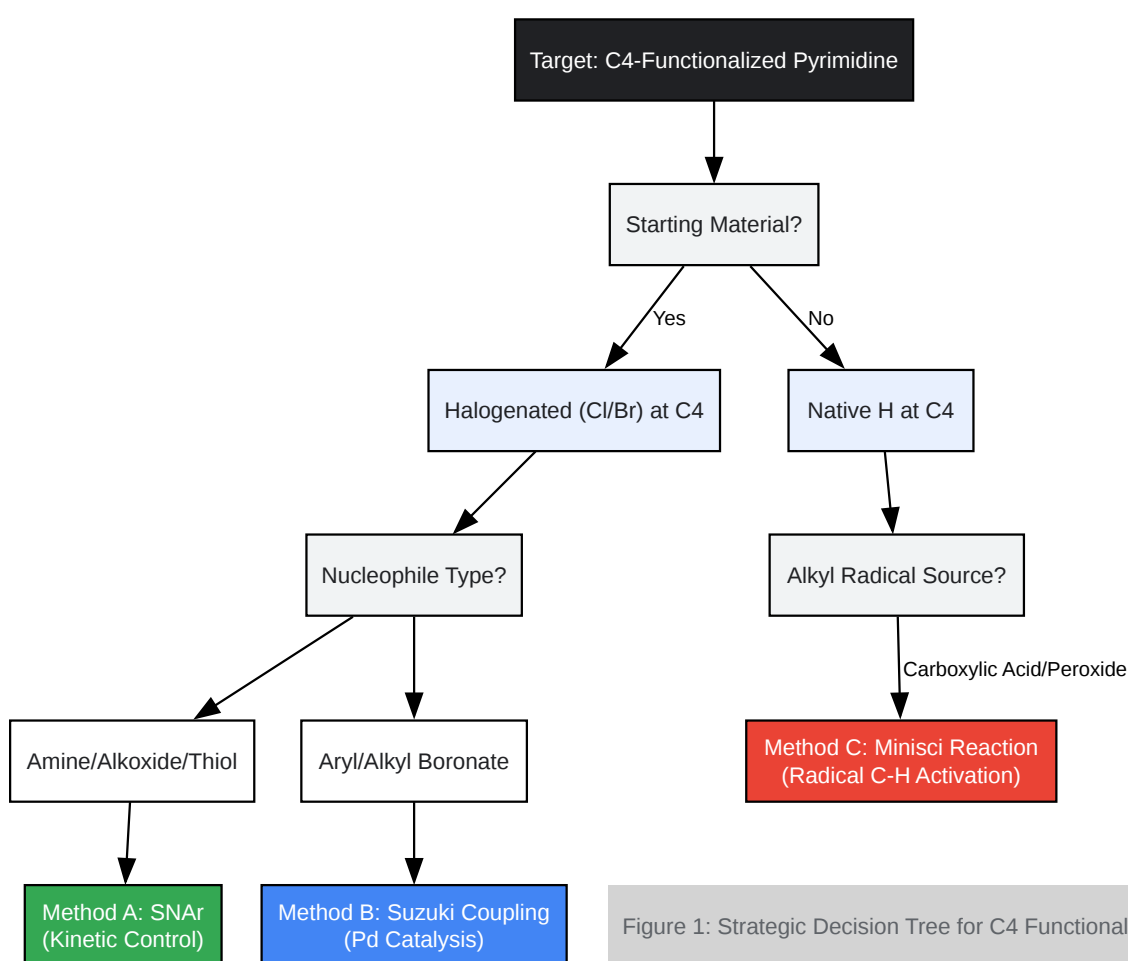 Target: C4-Functionalized Pyrimidine
Starting Material?
Yes
No
Halogenated (Cl/Br) at C4
Native H at C4
Nucleophile Type?
Alkyl Radical Source?
Carboxylic Acid/Peroxide
Amine/Alkoxide/Thiol
Aryl/Alkyl Boronate
Method C: Minisci Reaction
(Radical C-H Activation)
Method A: SNAr
(Kinetic Control)
Method B: Suzuki Coupling
(Pd Catalysis)
Figure 1: Strategic Decision Tree for C4 Functional